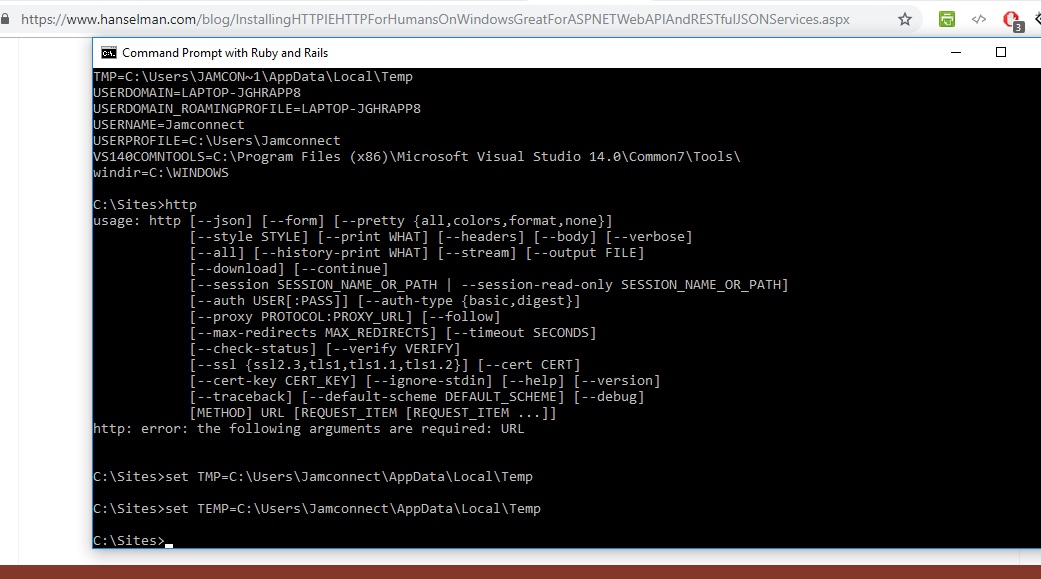 https://www.hanselman.com/blog/InstallingHTTPIEHTTPForHumansOnWindowsGreatForASPNETWebAPIAndRESTfulJSONServices.aspx
3
Command Prompt with Ruby and Rails
TMP=C:\Users\JAMCON~1\AppData\Local\Temp
USERDOMAIN=LAPTOP-JGHRAPP8
USERDOMAIN_ROAMINGPROFILE=LAPTOP-JGHRAPP8
USERNAME=Jamconnect
USERPROFILE=C:\Users\Jamconnect
VS140COMNTOOLS=C:\Program Files (x86)\Microsoft Visual Studio 14.0\Common7\Tools\
windir=C:\WINDOWS
C:\Sites>http
usage: http [--json] [--form] [--pretty {all,colors,format,none}]
[--style STYLE] [--print WHAT] [--headers] [--body] [--verbose]
[--all] [--history-print WHAT] [--stream] [--output FILE]
[--download] [--continue]
[--session SESSION_NAME_OR_PATH | --session-read-only SESSION_NAME_OR_PATH]
[--auth USER[:PASS]] [--auth-type {basic,digest}]
[--proxy PROTOCOL:PROXY_URL] [--follow]
[--max-redirects MAX_REDIRECTS] [--timeout SECONDS]
[--check-status] [--verify VERIFY]
[--ssl {ssl2.3,tls1,tls1.1,tls1.2}] [--cert CERT]
[--cert-key CERT_KEY] [--ignore-stdin] [--help] [--version]
[--traceback] [--default-scheme DEFAULT_SCHEME] [--debug]
[METHOD] URL [REQUEST_ITEM [REQUEST_ITEM ...]]
http: error: the following arguments are required: URL
C:\Sites>set TMP=C:\Users\Jamconnect\AppData\Local\Temp
C:\Sites>set TEMP=C:\Users\Jamconnect\AppData\Local\Temp
C:\Sites>